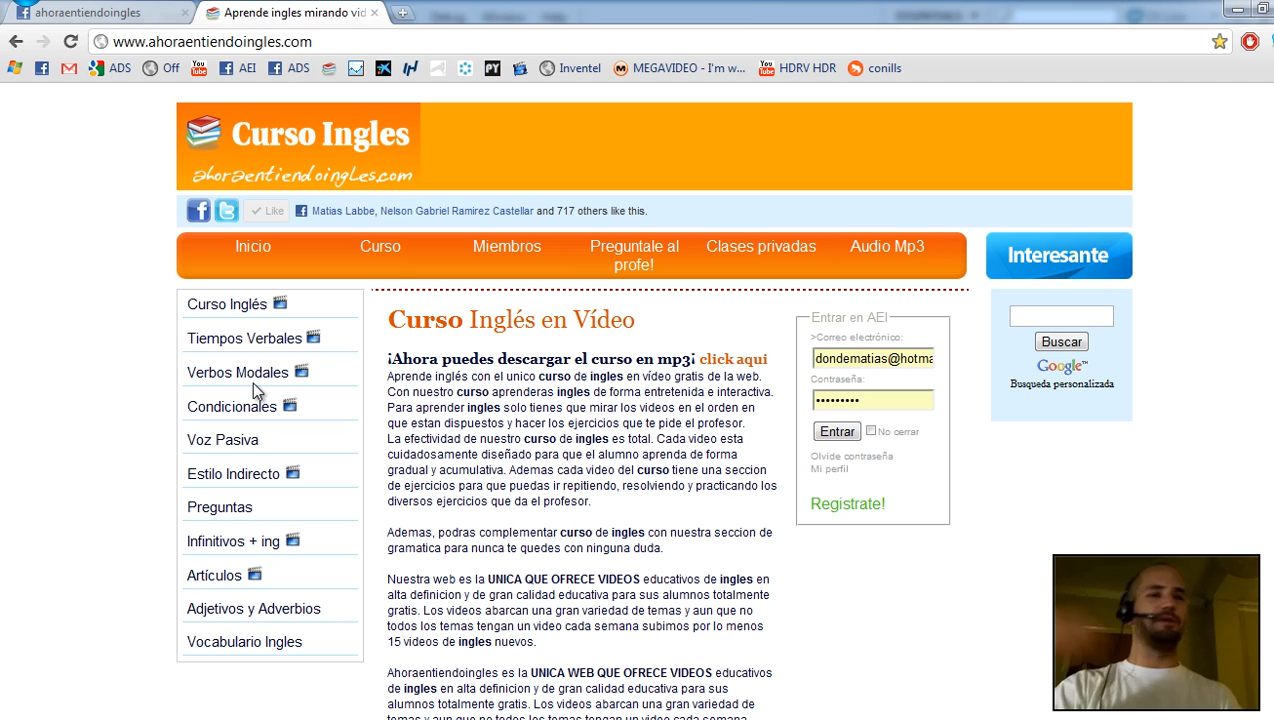 ahoraentiendoingles
Aprende ingles mirando vid
www.ahoraentiendoingles.com
ADS
Off
AEI
ADS
PY
Inventel
MEGAVIDEO - I'm w...
HDRV HDR
conills
Curso Ingles
ahoraentiendoingles.com
Like
Matias Labbe, Nelson Gabriel Ramirez Castellar and 717 others like this.
Inicio
Curso
Miembros
Preguntale al
profe!
Clases privadas
Audio Mp3
Interesante
Curso Inglés
Tiempos Verbales
Verbos Modales
Condicionales
Voz Pasiva
Estilo Indirecto
Preguntas
Infinitivos + ing
Artículos
Adjetivos y Adverbios
Vocabulario Ingles
Curso Inglés en Vídeo
¡Ahora puedes descargar el curso en mp3¡ click aqui
Aprende inglés con el unico curso de ingles en vídeo gratis de la web.
Con nuestro curso aprenderas ingles de forma entretenida e interactiva.
Para aprender ingles solo tienes que mirar los videos en el orden en
que estan dispuestos y hacer los ejercicios que te pide el profesor.
La efectividad de nuestro curso de ingles es total. Cada video esta
cuidadosamente diseñado para que el alumno aprenda de forma
gradual y acumulativa. Ademas cada video del curso tiene una seccion
de ejercicios para que puedas ir repitiendo, resolviendo y practicando los
diversos ejercicios que da el profesor.
Ademas, podras complementar curso de ingles con nuestra seccion de
gramatica para nunca te quedes con ninguna duda.
Nuestra web es la UNICA QUE OFRECE VIDEOS educativos de ingles en
alta definicion y de gran calidad educativa para sus alumnos totalmente
gratis. Los videos abarcan una gran variedad de temas y aun que no
todos los temas tengan un video cada semana subimos por lo menos
15 videos de ingles nuevos.
Ahoraentiendoingles es la UNICA WEB QUE OFRECE VIDEOS educativos
de ingles en alta definicion y de gran calidad educativa para sus
alumnos totalmente gratis. Los videos abarcan una gran variedad de
temas y aun que no todos los temas tengan un video cada semana
Entrar en AEI
>Correo electrónico:
dondematias@hotma
Contraseña:
•••••••••
Entrar
No cerrar
Olvide contraseña
Mi perfil
Registrate!
Buscar
Google™
Busqueda personalizada